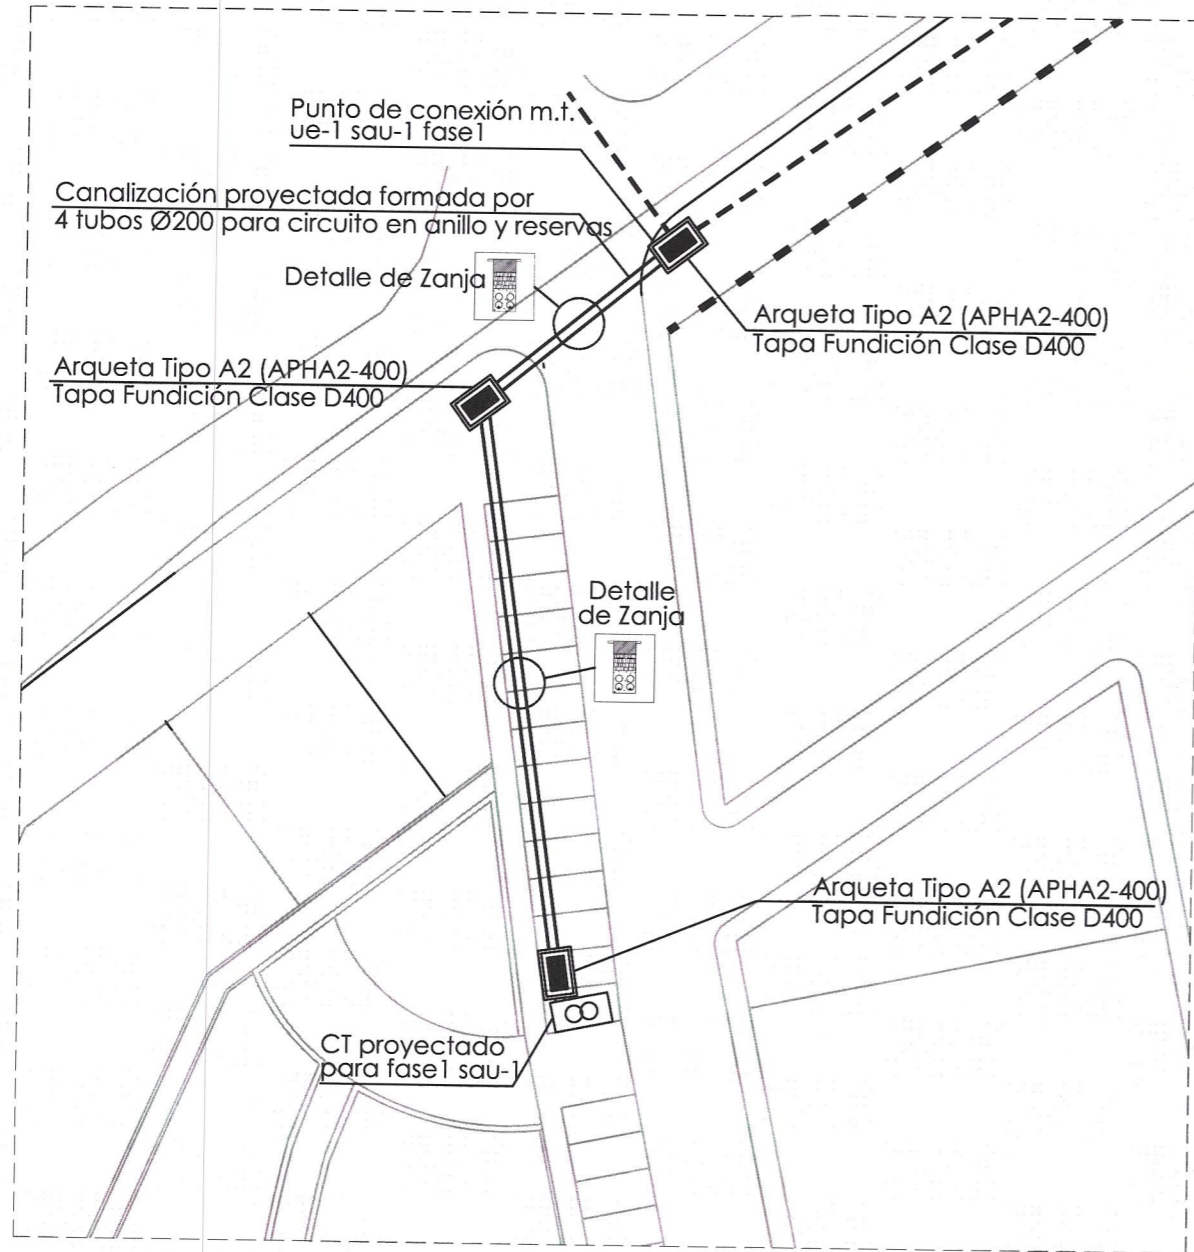 Punto de conexión m.t.
ue-1 sau-1 fase1
Canalización proyectada formada por
4 tubos Ø200 para circuito en anillo y reservas
Detalle de Zanja
Arqueta Tipo A2 (APHA2-400)
Tapa Fundición Clase D400
Arqueta Tipo A2 (APHA2-400)
Tapa Fundición Clase D400
Detalle
de Zanja
Arqueta Tipo A2 (APHA2-400)
Tapa Fundición Clase D400
CT proyectado
para fase1 sau-1